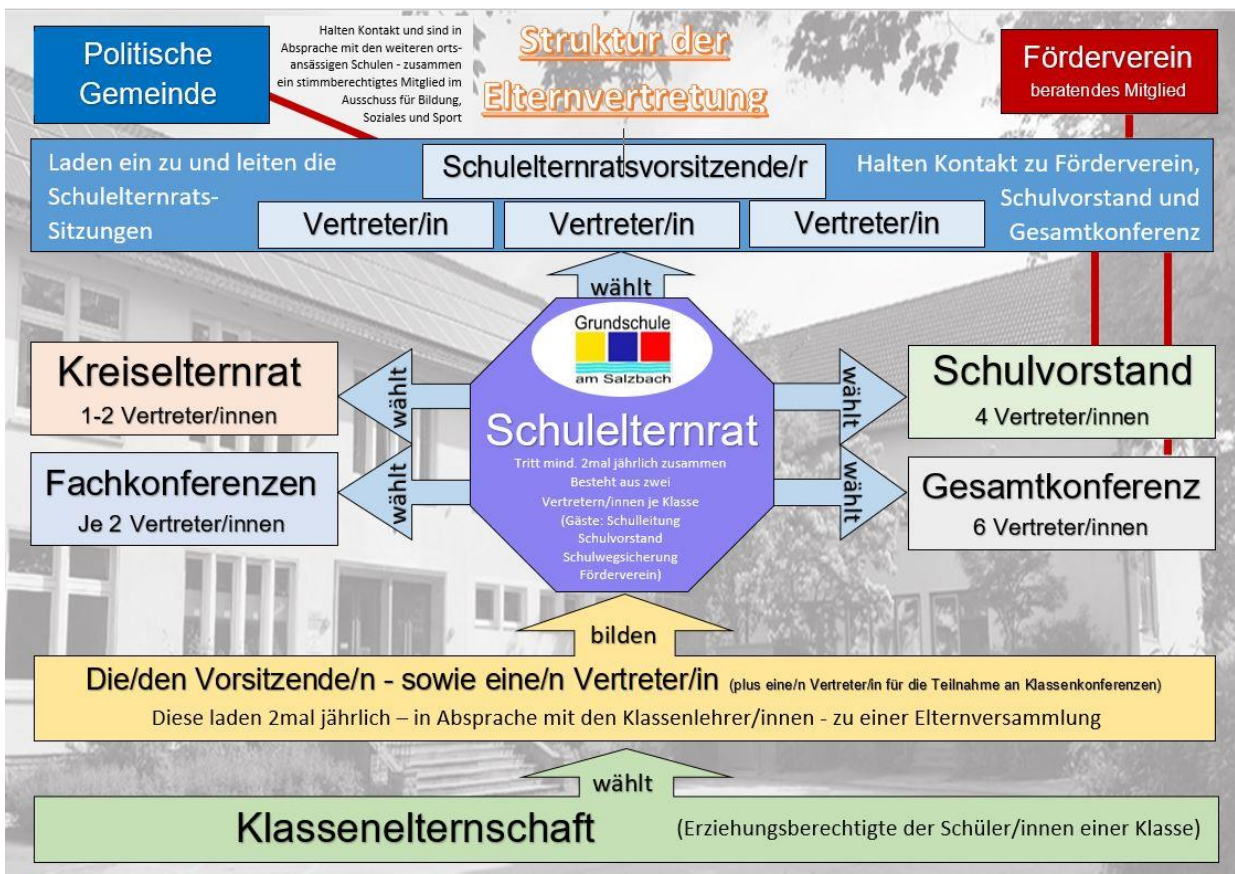 Politische
Gemeinde
Halten Kontakt und sind in
Absprache mit den weiteren orts-
ansässigen Schulen - zusammen
ein stimmberechtigtes Mitglied im
Ausschuss für Bildung,
Soziales und Sport
Struktur der
Elternvertretung
Förderverein
beratendes Mitglied
Laden ein zu und leiten die
Schulelternrats-
Sitzungen
Schulelternratsvorsitzende/r
Vertreter/in
Vertreter/in
Vertreter/in
Halten Kontakt zu Förderverein,
Schulvorstand und
Gesamtkonferenz
wählt
Grundschule
am Salzbach
Kreiselternrat
1-2 Vertreter/innen
wählt
wählt
Schulvorstand
4 Vertreter/innen
Schulelternrat
Tritt mind. 2mal jährlich zusammen
Besteht aus zwei
Vertretern/innen je Klasse
(Gäste: Schulleitung
Schulvorstand
Schulwegsicherung
Förderverein)
Fachkonferenzen
Je 2 Vertreter/innen
wählt
wählt
Gesamtkonferenz
6 Vertreter/innen
bilden
Die/den Vorsitzende/n - sowie eine/n Vertreter/in (plus eine/n Vertreter/in für die Teilnahme an Klassenkonferenzen)
Diese laden 2mal jährlich – in Absprache mit den Klassenlehrer/innen - zu einer Elternversammlung
wählt
Klassenelternschaft (Erziehungsberechtigte der Schüler/innen einer Klasse)